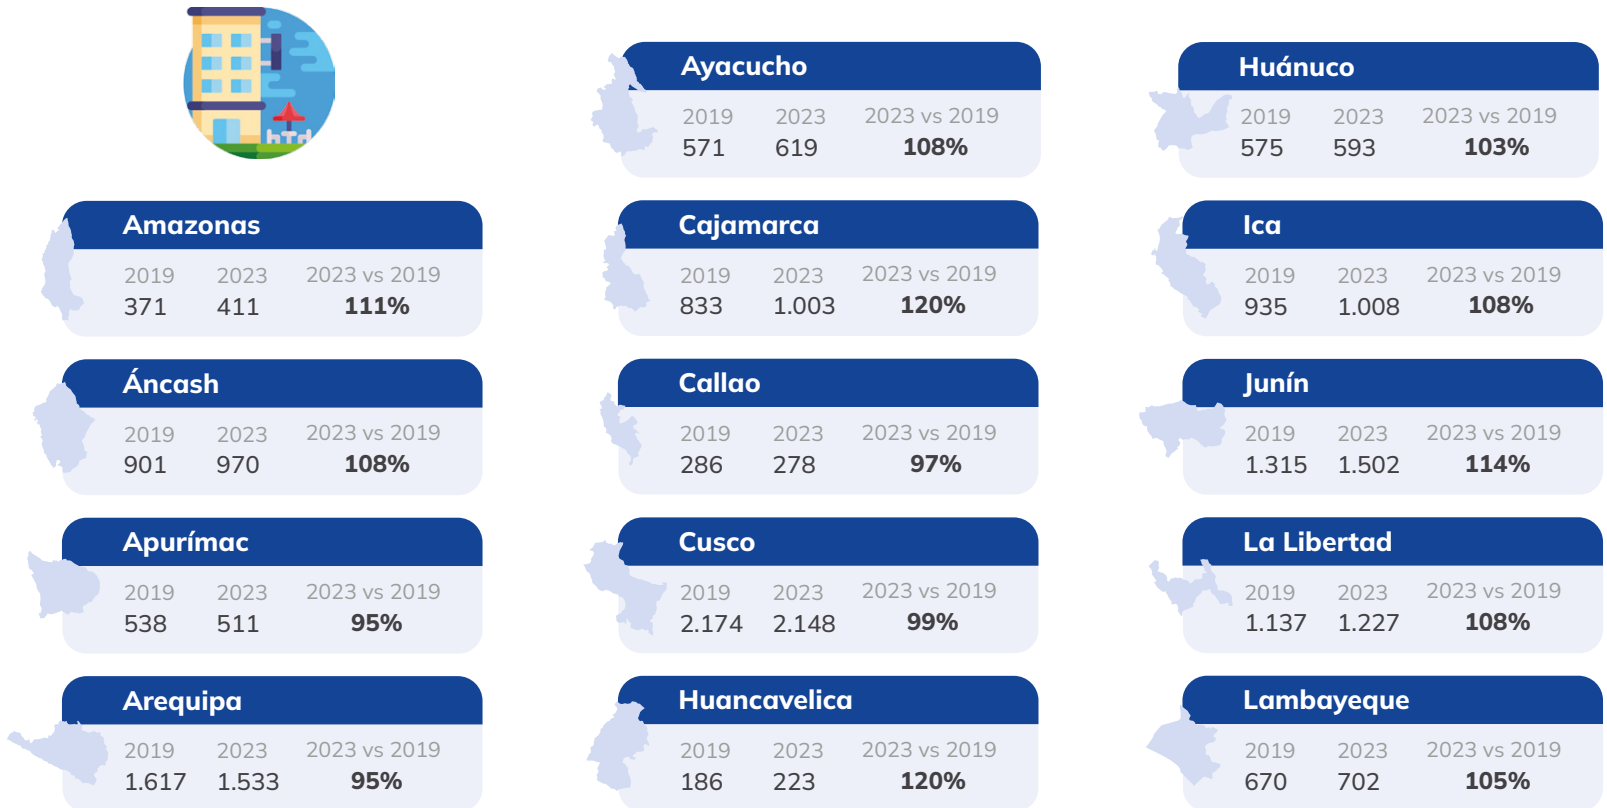 Amazonas
2019 2023 2023 vs 2019
371 411 111%
Áncash
2019 2023 2023 vs 2019
901 970 108%
Apurímac
2019 2023 2023 vs 2019
538 511 95%
Arequipa
2019 2023 2023 vs 2019
1.617 1.533 95%
Ayacucho
2019 2023 2023 vs 2019
571 619 108%
Cajamarca
2019 2023 2023 vs 2019
833 1.003 120%
Callao
2019 2023 2023 vs 2019
286 278 97%
Cusco
2019 2023 2023 vs 2019
2.174 2.148 99%
Huancavelica
2019 2023 2023 vs 2019
186 223 120%
Huánuco
2019 2023 2023 vs 2019
575 593 103%
Ica
2019 2023 2023 vs 2019
935 1.008 108%
Junín
2019 2023 2023 vs 2019
1.315 1.502 114%
La Libertad
2019 2023 2023 vs 2019
1.137 1.227 108%
Lambayeque
2019 2023 2023 vs 2019
670 702 105%